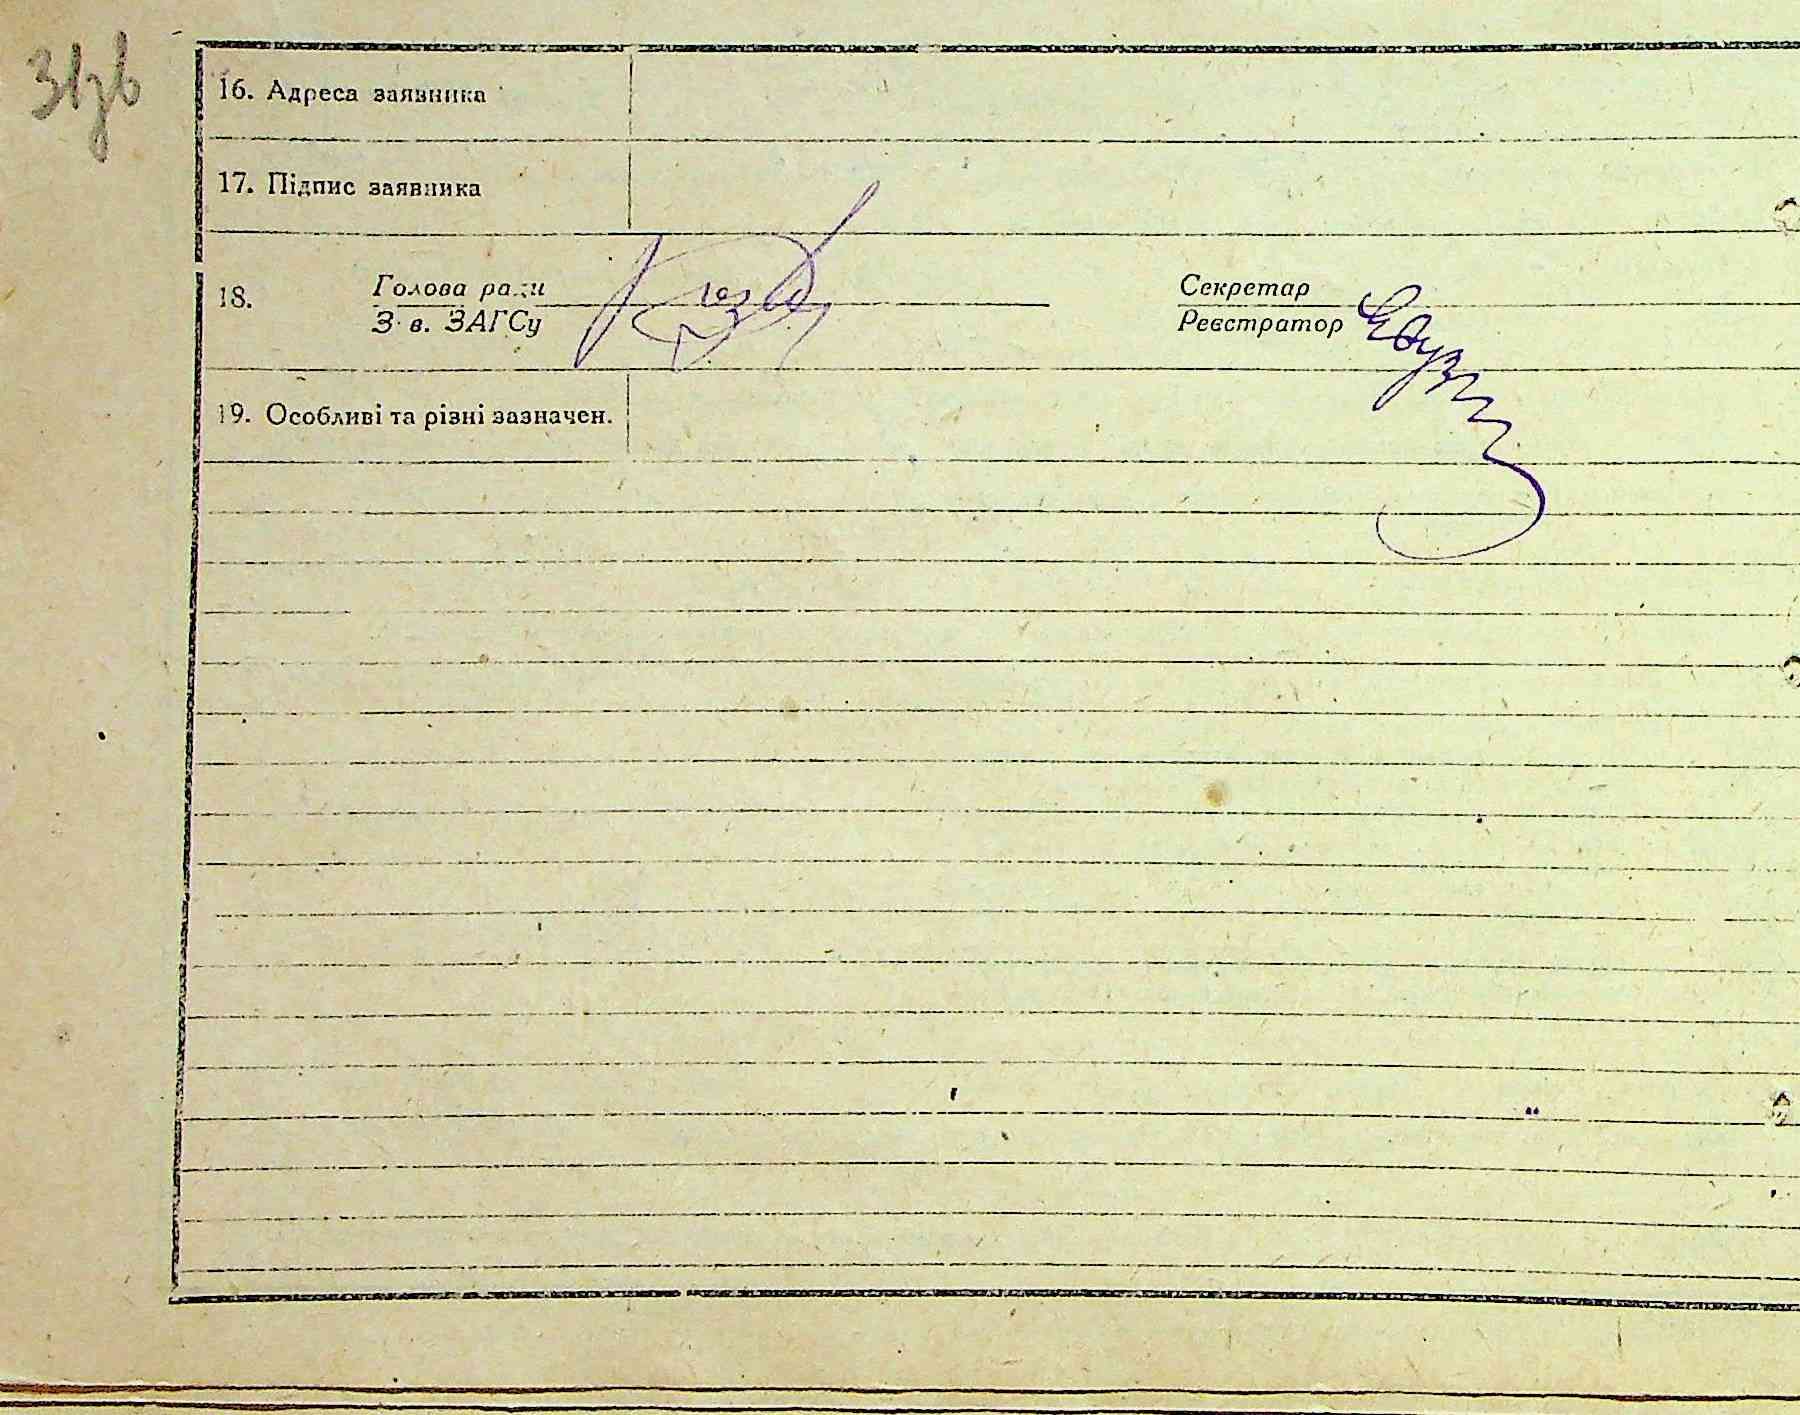 31зв
16. Адреса заявника
17. Підпис заявника
18. Голова ради
З. в. ЗАГСу
Секретар
Реєстратор
19. Особливі та різні зазначен.